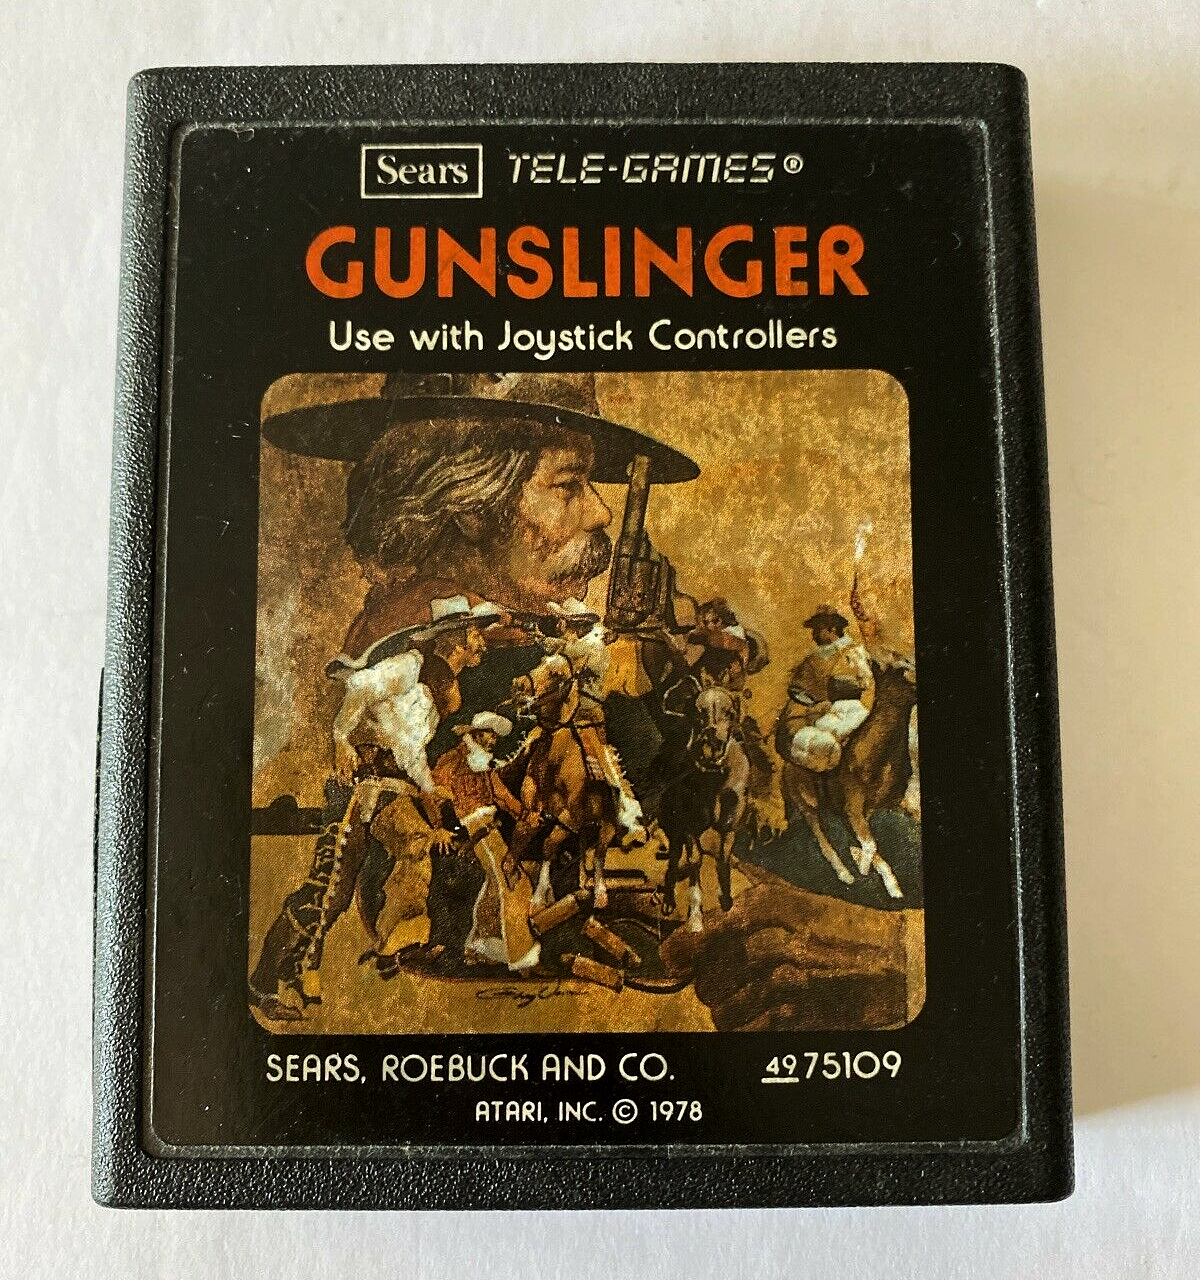 Sears TELE-GAMES®
GUNSLINGER
Use with Joystick Controllers
SEARS, ROEBUCK AND CO. 49 75109
ATARI, INC. © 1978